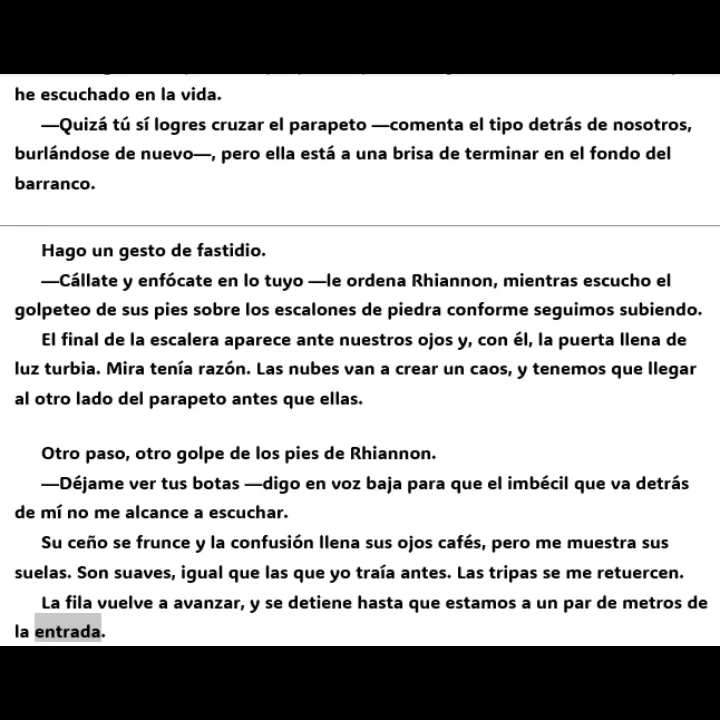 he escuchado en la vida.
—Quizá tú sí logres cruzar el parapeto —comenta el tipo detrás de nosotros,
burlándose de nuevo—, pero ella está a una brisa de terminar en el fondo del
barranco.
Hago un gesto de fastidio.
—Cállate y enfócate en lo tuyo —le ordena Rhiannon, mientras escucho el
golpeteo de sus pies sobre los escalones de piedra conforme seguimos subiendo.
El final de la escalera aparece ante nuestros ojos y, con él, la puerta llena de
luz turbia. Mira tenía razón. Las nubes van a crear un caos, y tenemos que llegar
al otro lado del parapeto antes que ellas.
Otro paso, otro golpe de los pies de Rhiannon.
—Déjame ver tus botas —digo en voz baja para que el imbécil que va detrás
de mí no me alcance a escuchar.
Su ceño se frunce y la confusión llena sus ojos cafés, pero me muestra sus
suelas. Son suaves, igual que las que yo traía antes. Las tripas se me retuercen.
La fila vuelve a avanzar, y se detiene hasta que estamos a un par de metros de
la entrada.